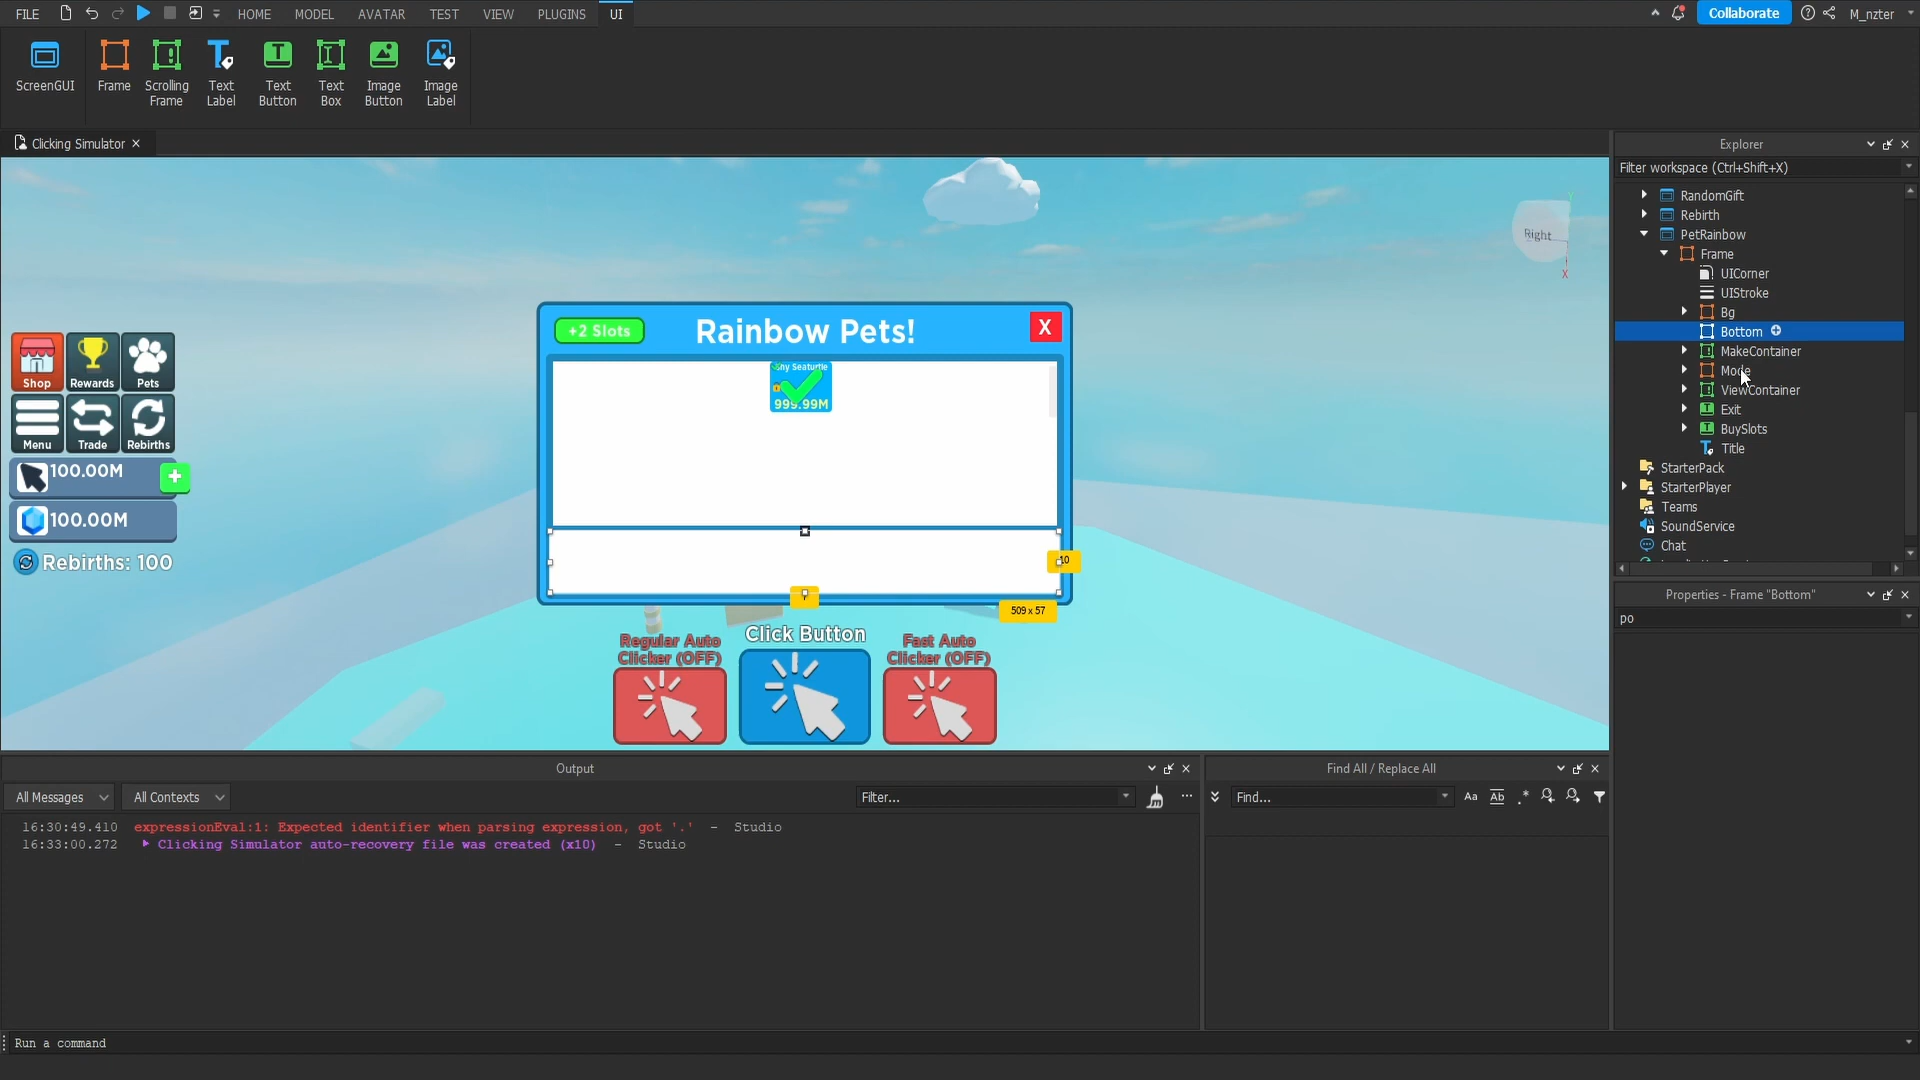 FILE
HOME
MODEL
AVATAR
TEST
VIEW
PLUGINS
UI
Collaborate
M_nzter
ScreenGUI
Frame
Scrolling
Frame
Text
Label
Text
Button
Text
Box
Image
Button
Image
Label
Clicking Simulator
Explorer
Filter workspace (Ctrl+Shift+X)
RandomGift
Rebirth
PetRainbow
Frame
UICorner
UIStroke
Bg
Bottom
MakeContainer
Mode
ViewContainer
Exit
BuySlots
Title
StarterPack
StarterPlayer
Teams
SoundService
Chat
Properties - Frame "Bottom"
po
Right
X
+2 Slots
Rainbow Pets!
X
999.99M
10
509 x 57
Shop
Rewards
Pets
Menu
Trade
Rebirths
100.00M
100.00M
Rebirths: 100
Regular Auto
Clicker (OFF)
Click Button
Fast Auto
Clicker (OFF)
Output
All Messages
All Contexts
Filter...
16:30:49.410 expressionEval:1: Expected identifier when parsing expression, got '.' - Studio
16:33:00.272 Clicking Simulator auto-recovery file was created (x10) - Studio
Find All / Replace All
Find...
Aa
Ab
Run a command